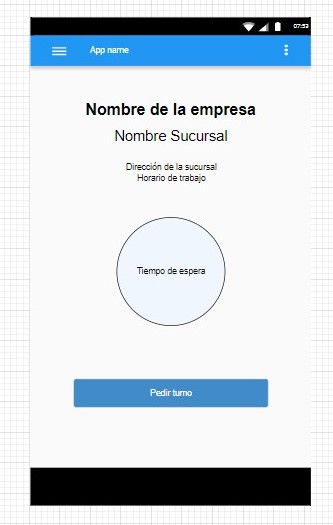 07:53
App name
Nombre de la empresa
Nombre Sucursal
Dirección de la sucursal
Horario de trabajo
Tiempo de espera
Pedir turno